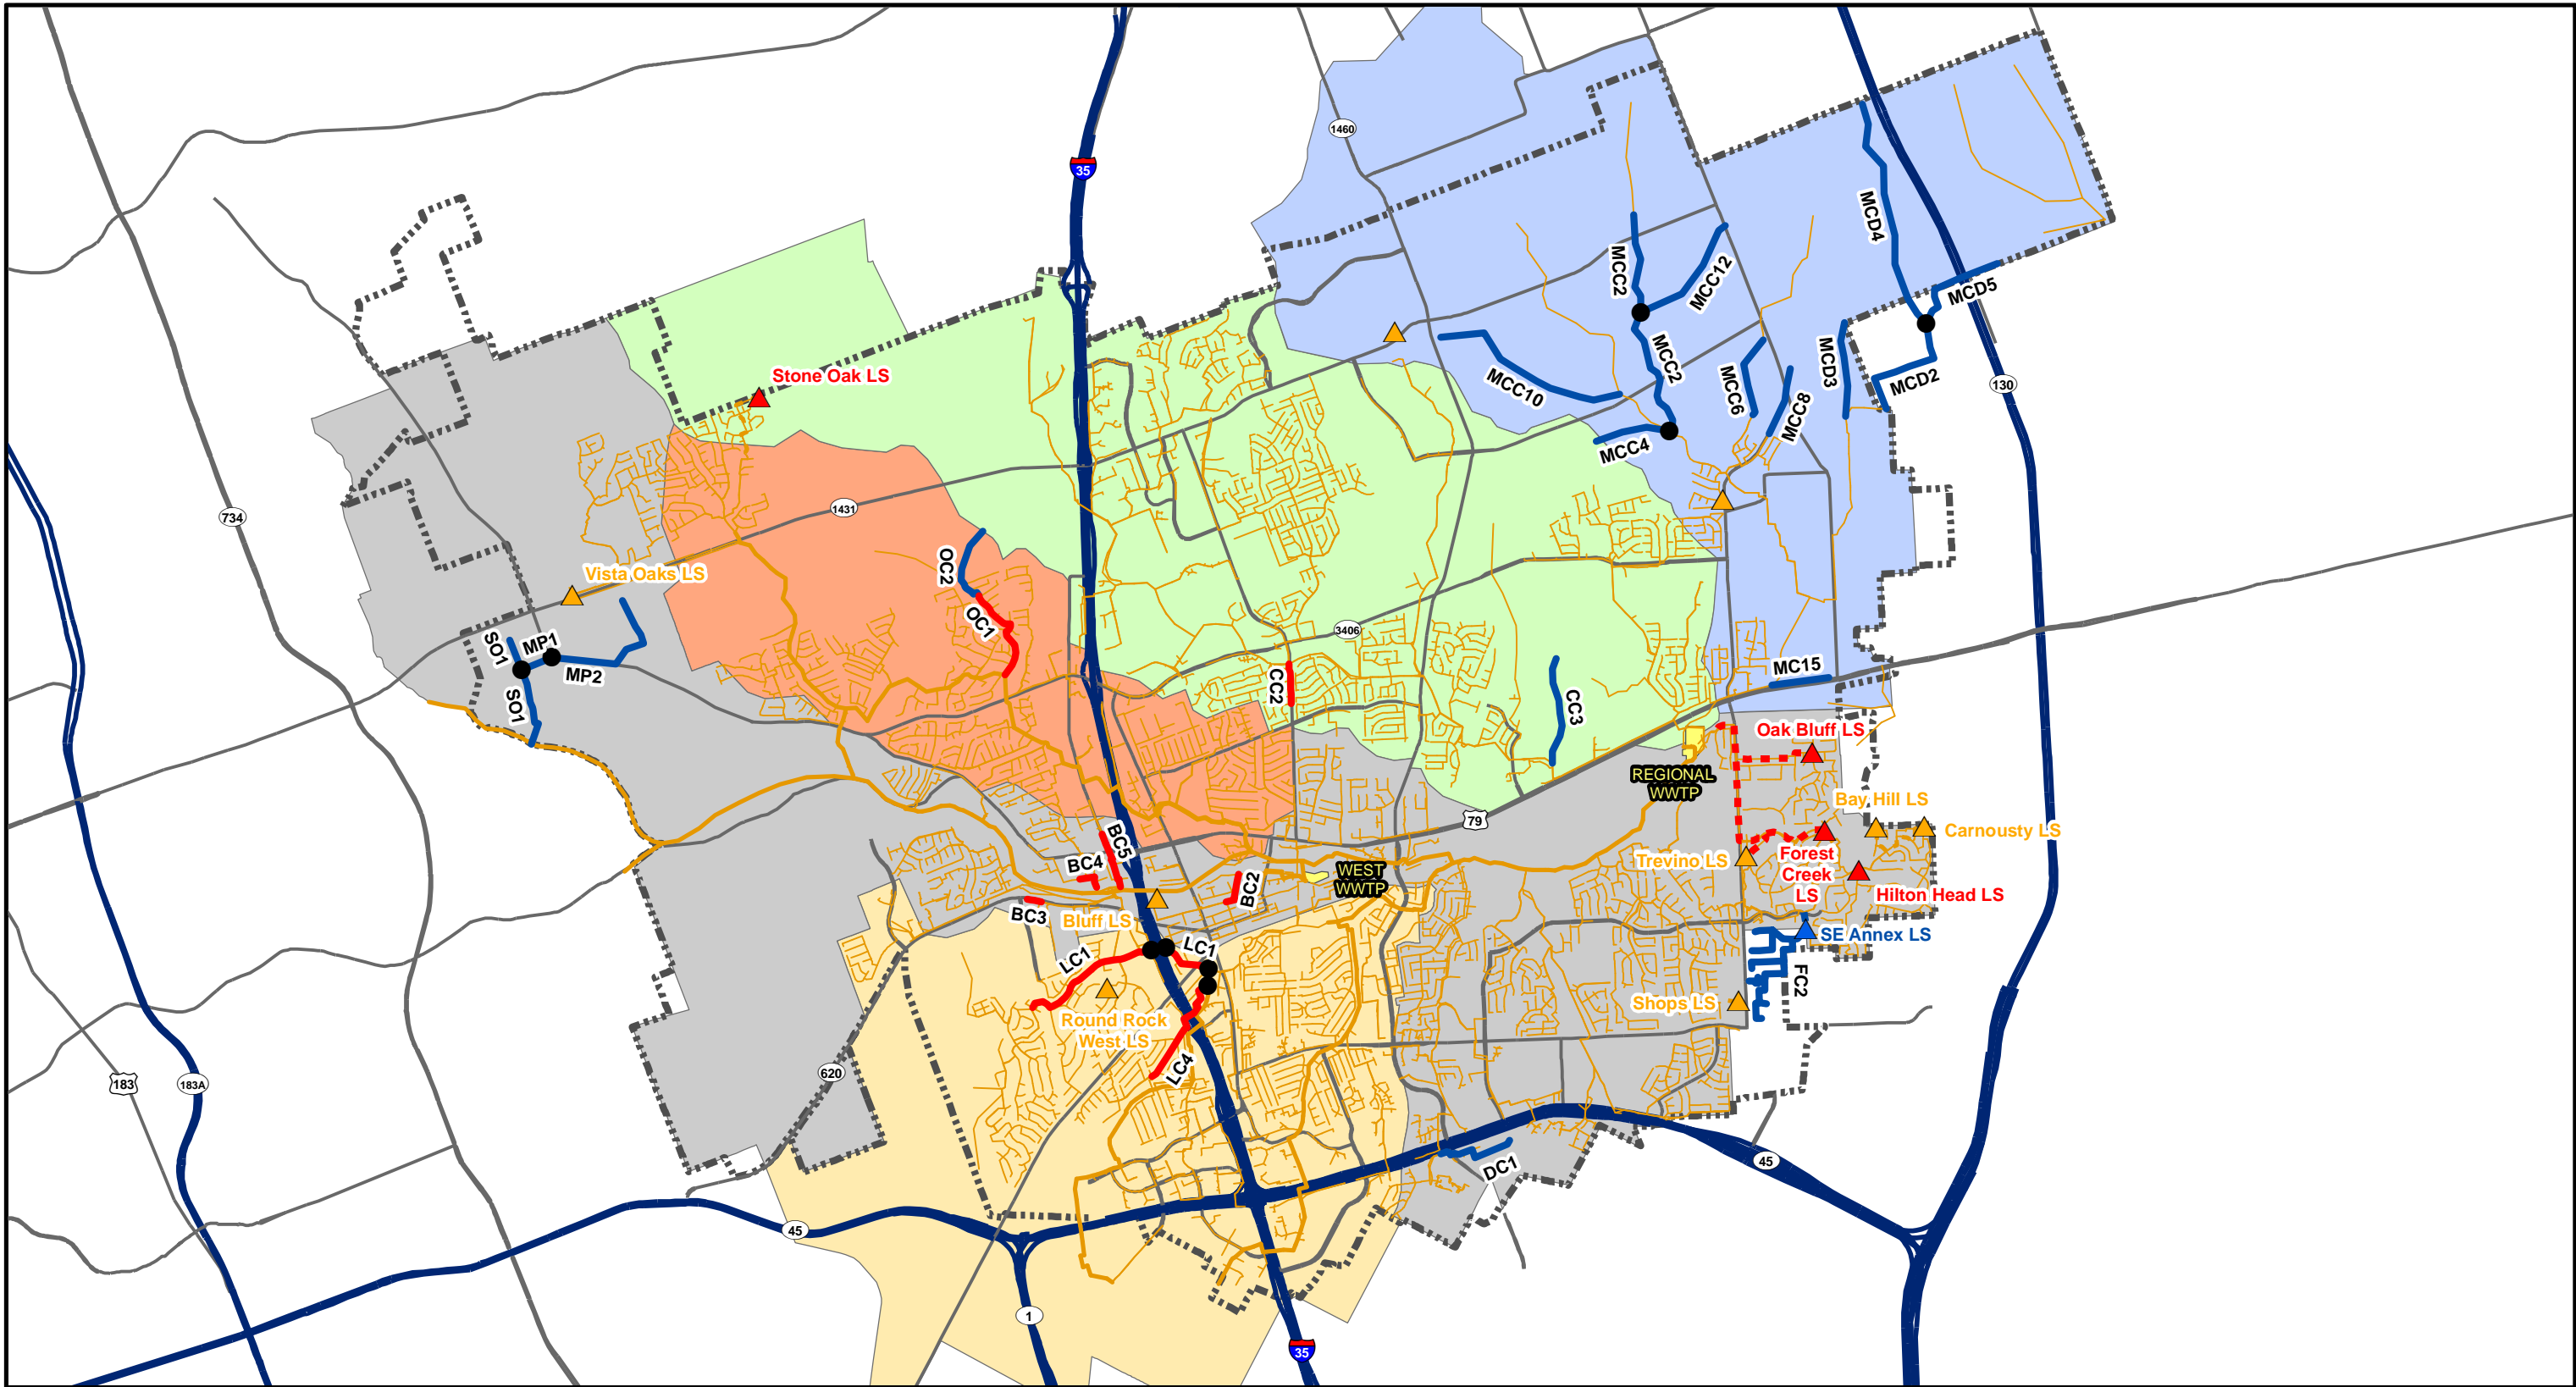 1460
35
MCD4
MCC2
MCC12
MCD5
Stone Oak LS
MCC2
MCC10
MCC6
MCD3
MCD2
130
MCC8
MCC4
1431
734
OC2
Vista Oaks LS
OC1
3406
SO1
MP1
MP2
SO1
CC2
CC3
MC15
Oak Bluff LS
REGIONAL
WWTP
Bay Hill LS
79
Carnousty LS
BC5
BC4
Trevino LS
Forest
Creek
LS
WEST
WWTP
BC2
Hilton Head LS
BC3
Bluff LS
SE Annex LS
LC1
LC1
FC2
Shops LS
Round Rock
West LS
LC4
620
183
183A
DC1
45
45
1
35